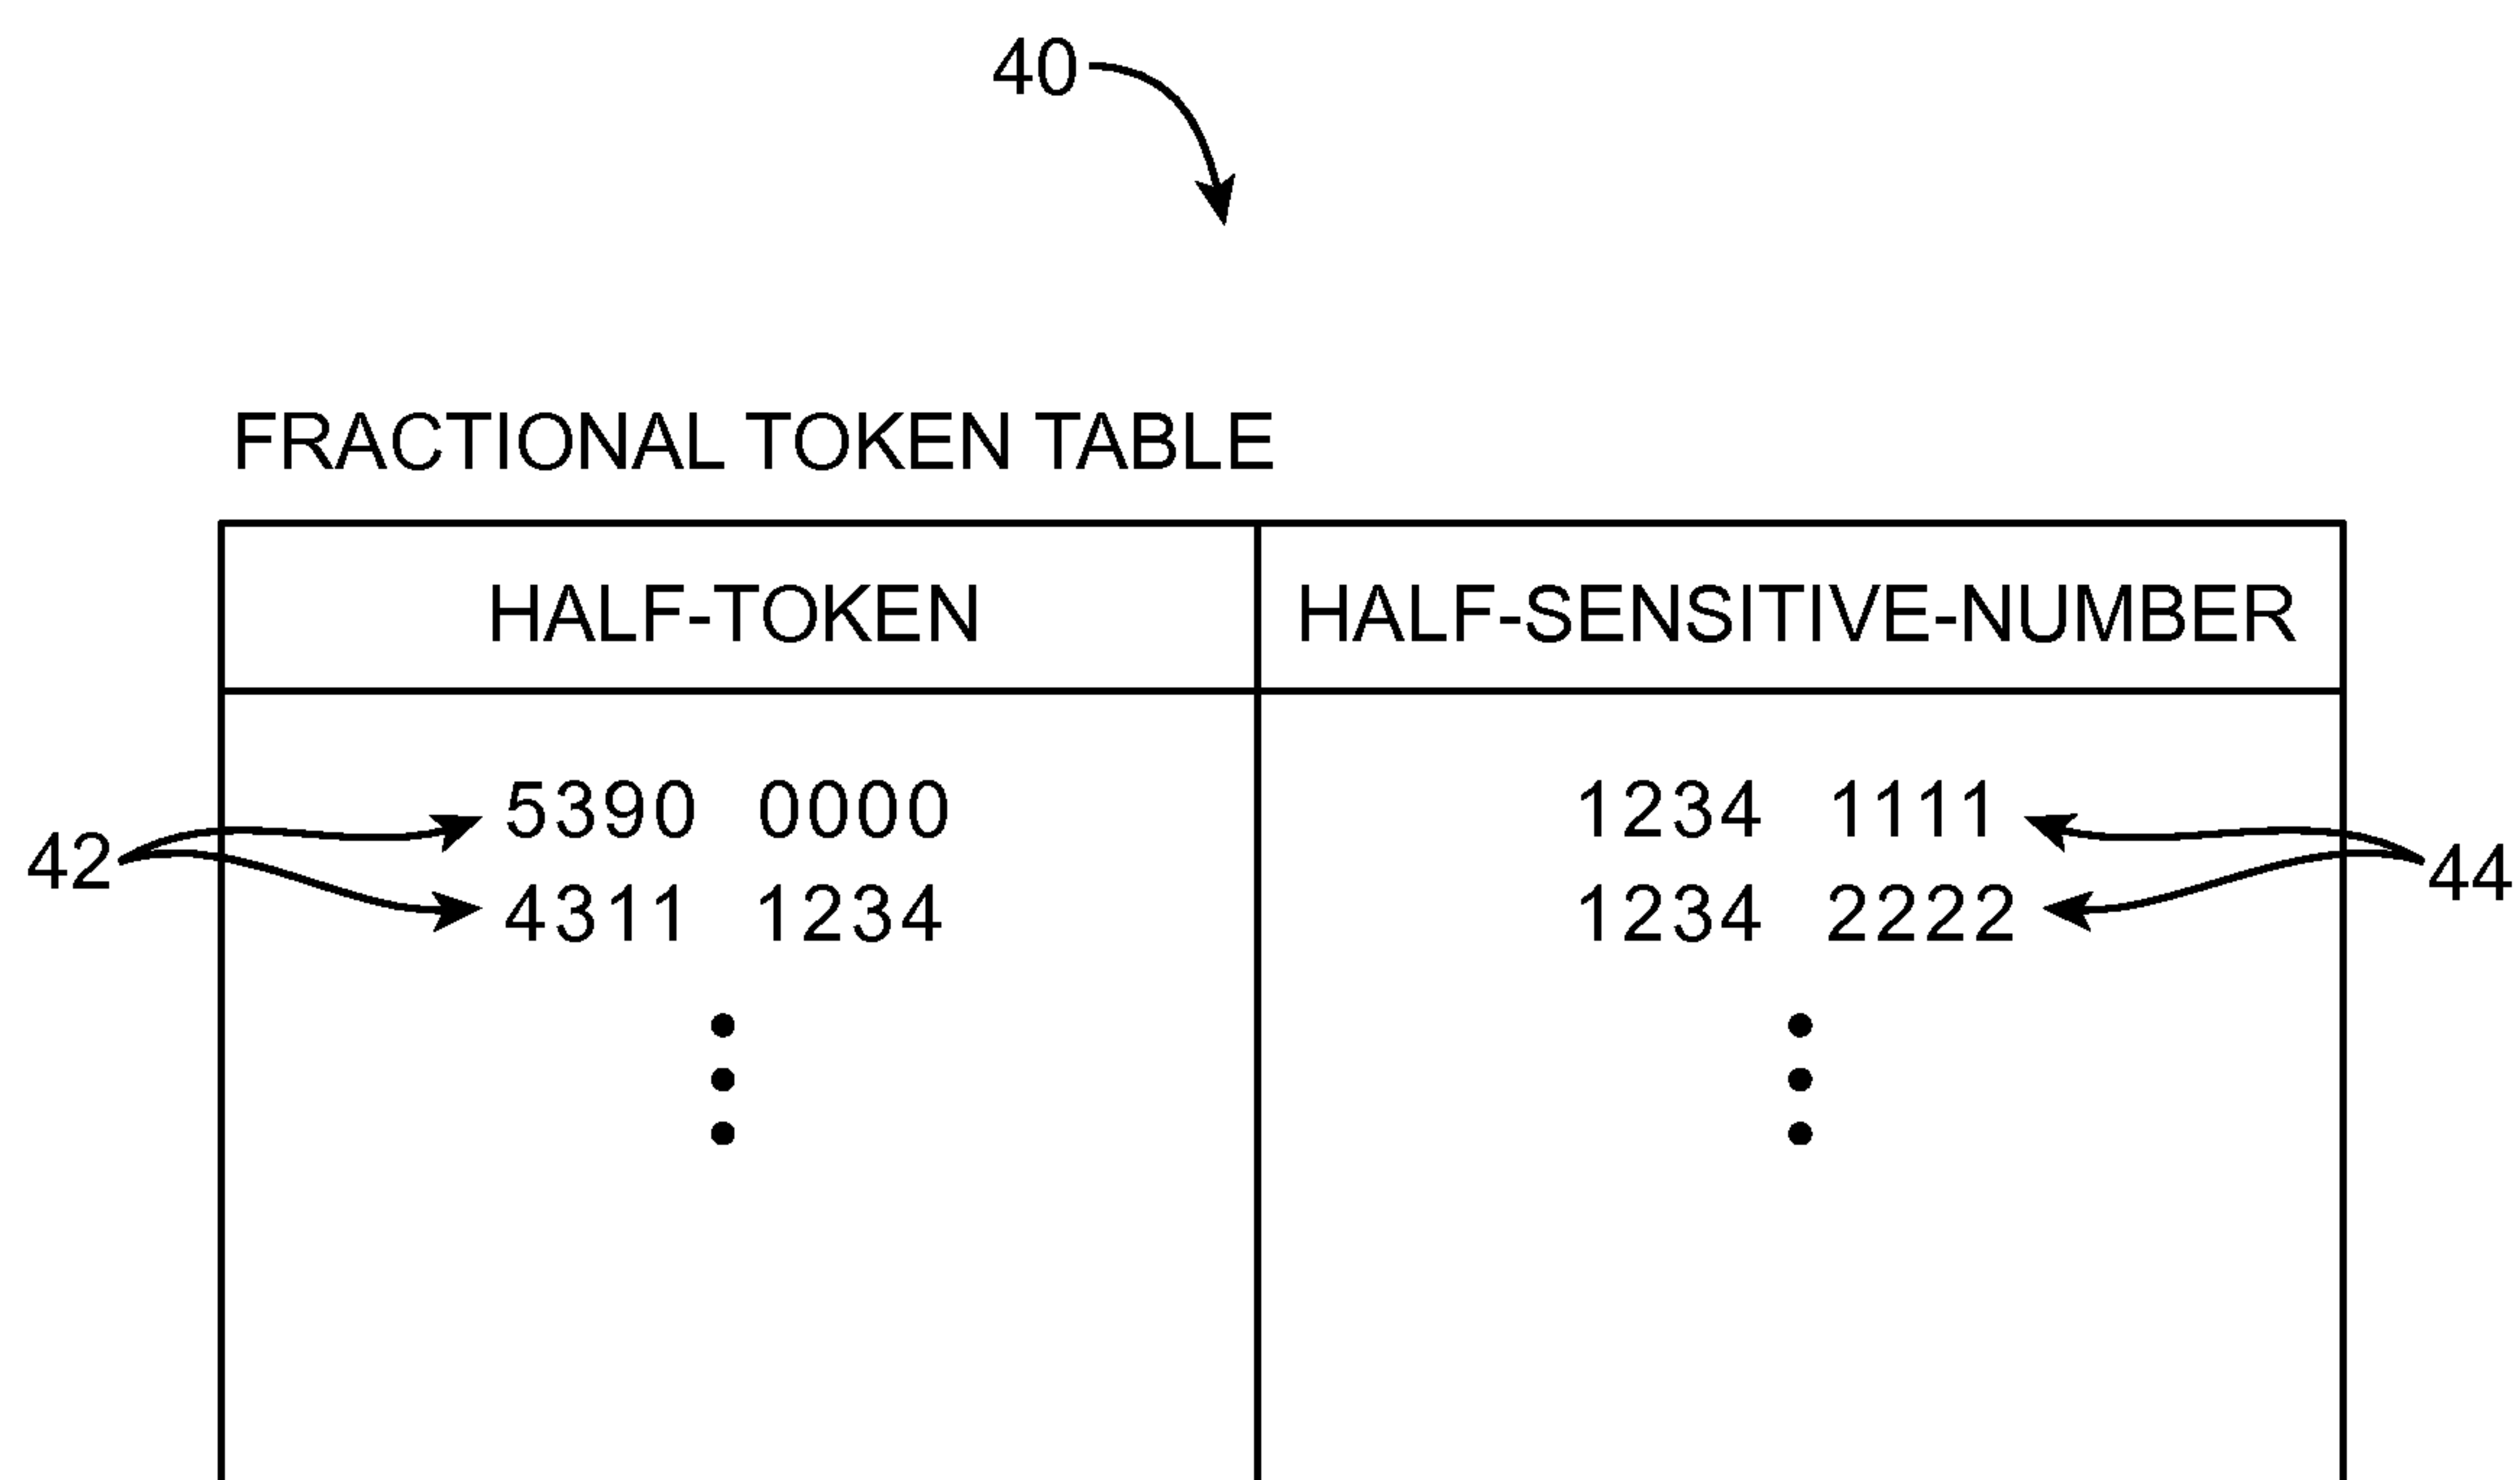 40
FRACTIONAL TOKEN TABLE
HALF-TOKEN HALF-SENSITIVE-NUMBER
5390 0000 1234 1111
42 44
4311 1234 1234 2222